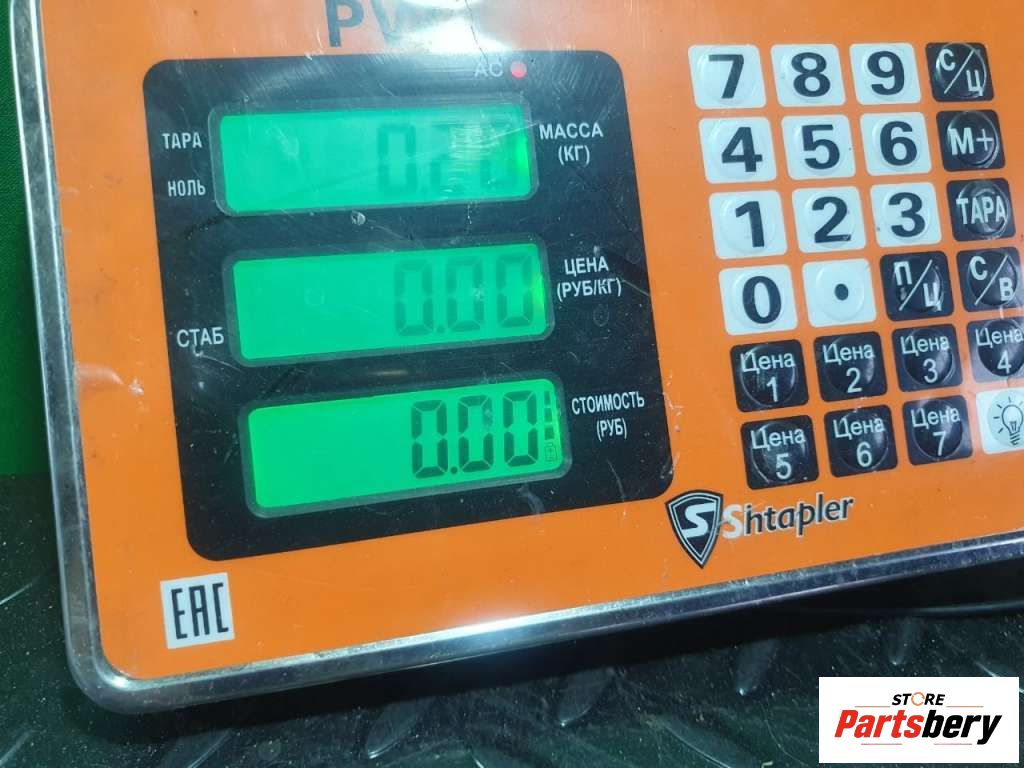 AC
ТАРА
НОЛЬ
МАССА
(КГ)
СТАБ
0.00
ЦЕНА
(РУБ/КГ)
0.00
СТОИМОСТЬ
(РУБ)
7 8 9 С/Ц
4 5 6 М+
1 2 3 ТАРА
0 . П/Ц С/В
Цена 1 Цена 2 Цена 3 Цена 4
Цена 5 Цена 6 Цена 7
S Shtapler
EAC
STORE
Partsbery